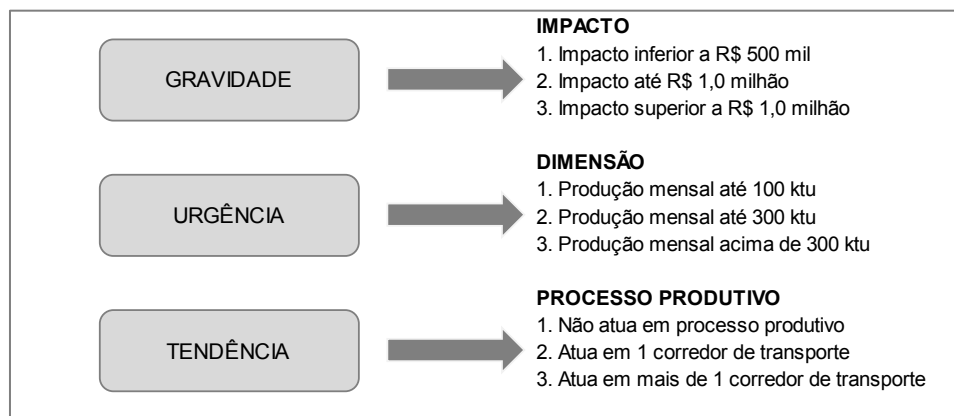 GRAVIDADE
IMPACTO
1. Impacto inferior a R$ 500 mil
2. Impacto até R$ 1,0 milhão
3. Impacto superior a R$ 1,0 milhão
URGÊNCIA
DIMENSÃO
1. Produção mensal até 100 ktu
2. Produção mensal até 300 ktu
3. Produção mensal acima de 300 ktu
TENDÊNCIA
PROCESSO PRODUTIVO
1. Não atua em processo produtivo
2. Atua em 1 corredor de transporte
3. Atua em mais de 1 corredor de transporte